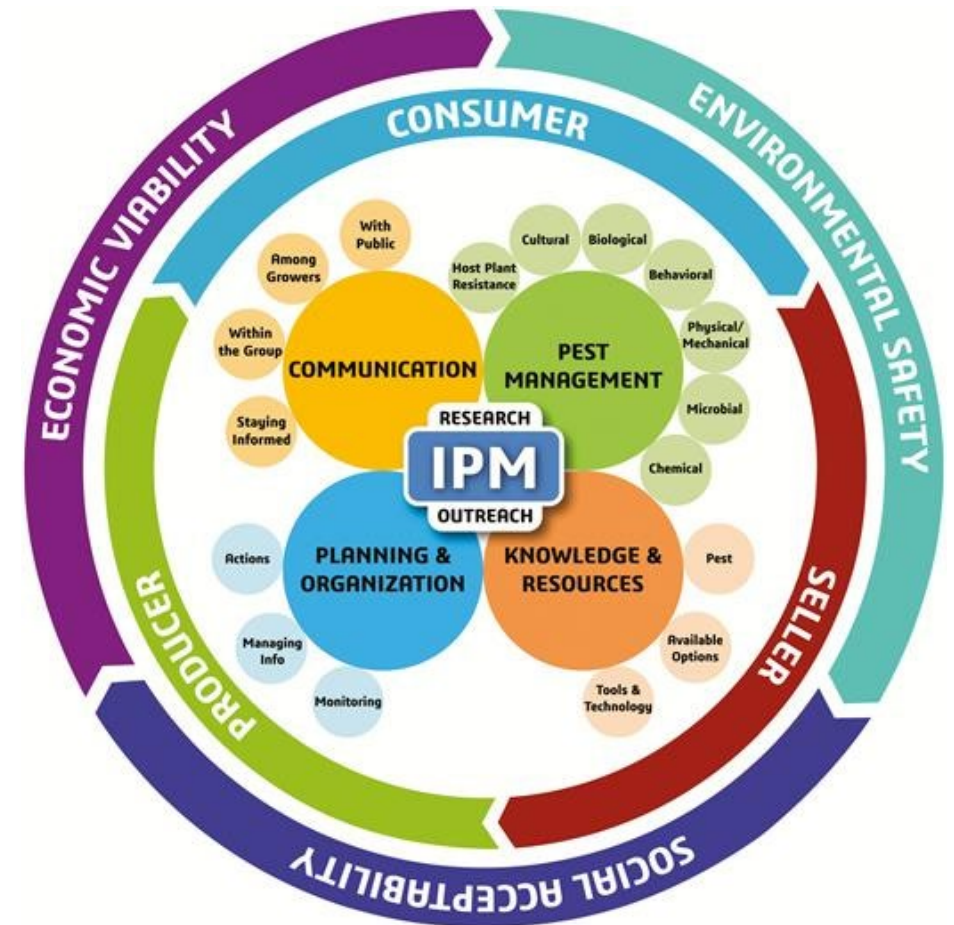 ECONOMIC VIABILITY
ENVIRONMENTAL SAFETY
SOCIAL ACCEPTABILITY
CONSUMER
SELLER
PRODUCER
With
Public
Among
Growers
Within
the Group
Staying
Informed
COMMUNICATION
Host Plant
Resistance
Cultural
Biological
Behavioral
Physical/
Mechanical
Microbial
Chemical
PEST
MANAGEMENT
RESEARCH
IPM
OUTREACH
PLANNING &
ORGANIZATION
Actions
Managing
Info
Monitoring
KNOWLEDGE &
RESOURCES
Pest
Available
Options
Tools &
Technology